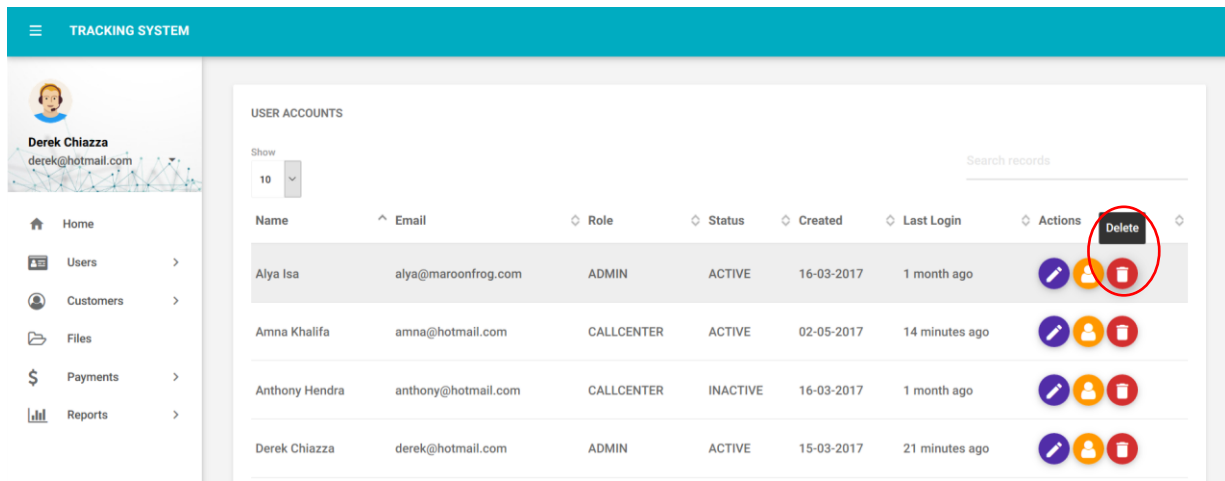 TRACKING SYSTEM
Derek Chiazza
derek@hotmail.com
Home
Users
Customers
Files
Payments
Reports
USER ACCOUNTS
Show
10
Search records
Name Email Role Status Created Last Login Actions Delete
Alya Isa alya@maroonfrog.com ADMIN ACTIVE 16-03-2017 1 month ago
Amna Khalifa amna@hotmail.com CALLCENTER ACTIVE 02-05-2017 14 minutes ago
Anthony Hendra anthony@hotmail.com CALLCENTER INACTIVE 16-03-2017 1 month ago
Derek Chiazza derek@hotmail.com ADMIN ACTIVE 15-03-2017 21 minutes ago